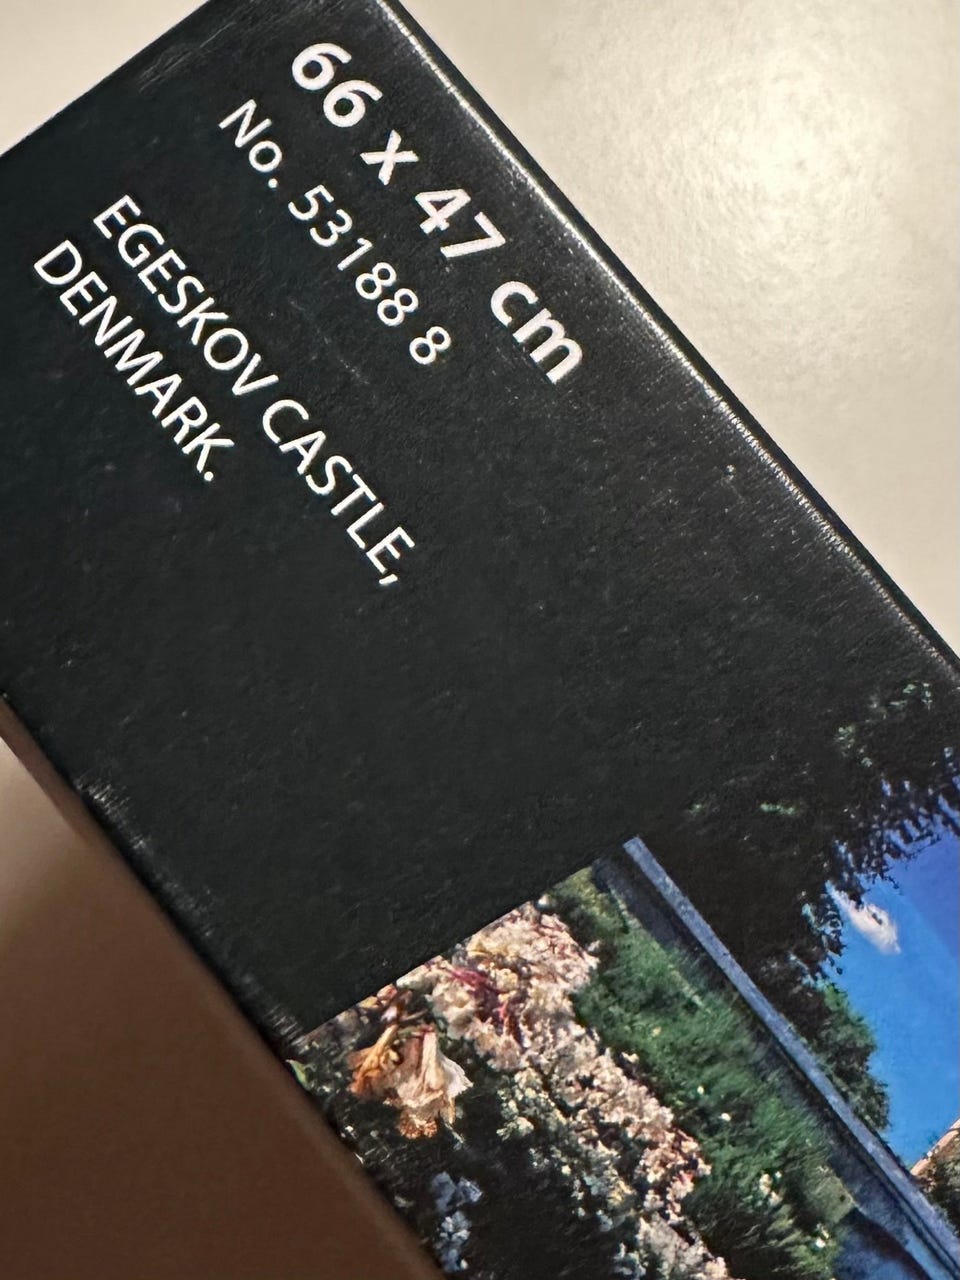 66 x 47 cm
No. 53188 8
EGESKOV CASTLE,
DENMARK.